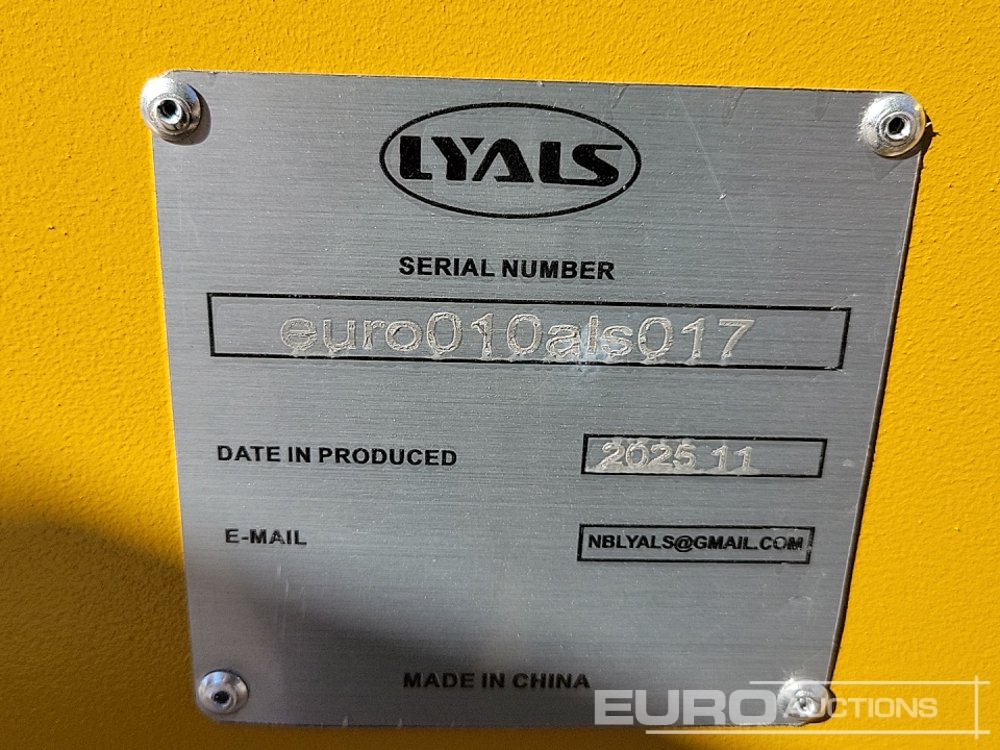 LYALS
SERIAL NUMBER
euro010als017
DATE IN PRODUCED 2025 11
E-MAIL NBLYALS@GMAIL.COM
MADE IN CHINA
EURO AUCTIONS